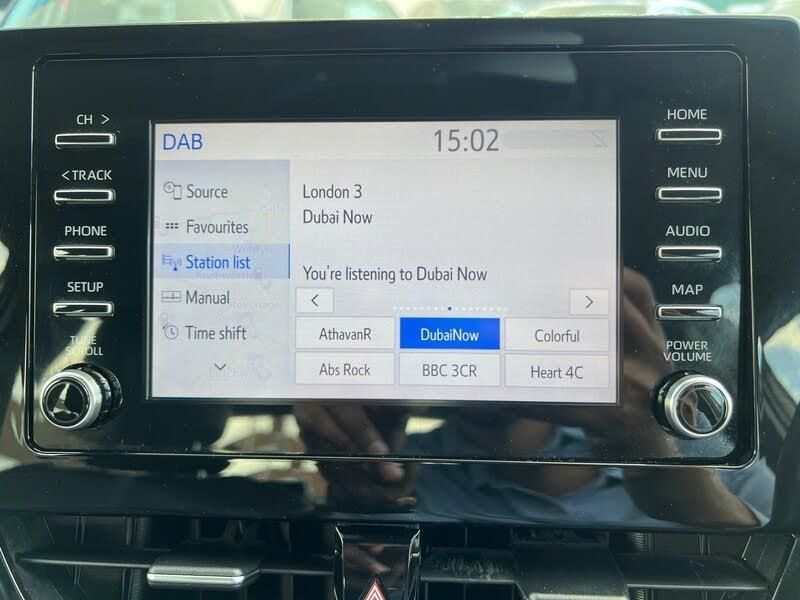 CH >
< TRACK
PHONE
SETUP
TUNE
SCROLL
DAB
15:02
Source
Favourites
Station list
Manual
Time shift
London 3
Dubai Now
You're listening to Dubai Now
AthavanR
DubaiNow
Colorful
Abs Rock
BBC 3CR
Heart 4C
HOME
MENU
AUDIO
MAP
POWER
VOLUME